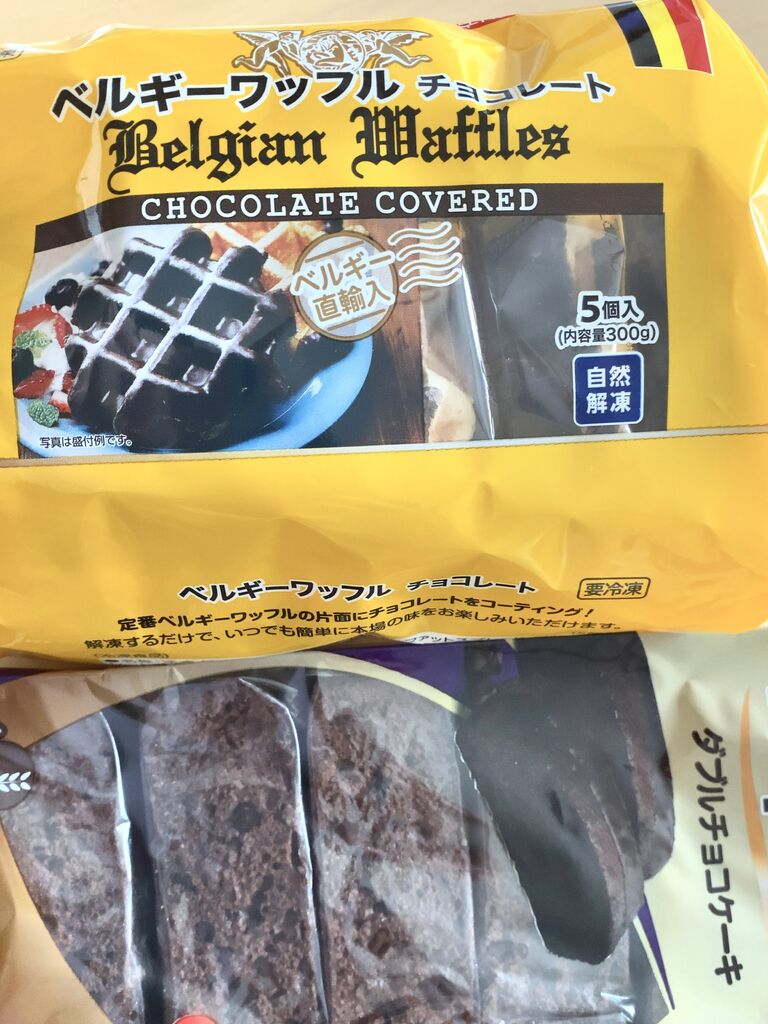 ベルギーワッフル チョコレート
Belgian Waffles
CHOCOLATE COVERED
ベルギー
直輸入
5個入
(内容量300g)
自然
解凍
写真は盛付例です。
ベルギーワッフル チョコレート
要冷凍
定番ベルギーワッフルの片面にチョコレートをコーティング!
解凍するだけで、いつでも簡単に本場の味をお楽しみいただけます。
ダブルチョコケーキ